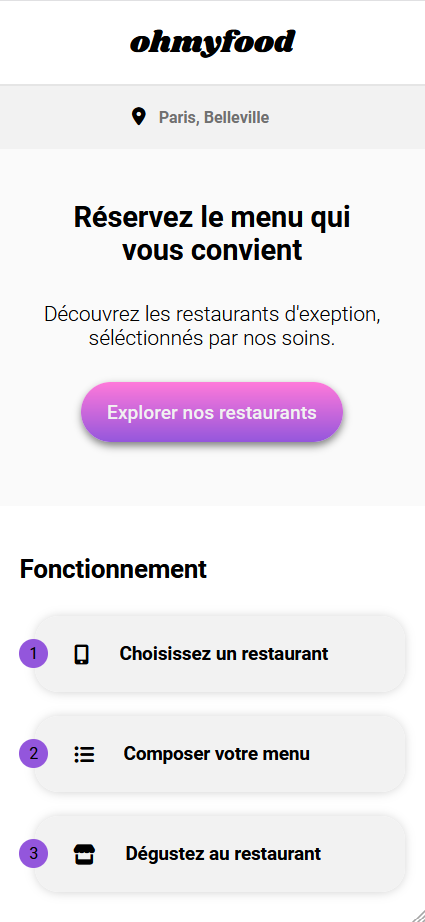 ohmyfood
Paris, Belleville
Réservez le menu qui
vous convient
Découvrez les restaurants d'exeption,
séléctionnés par nos soins.
Explorer nos restaurants
Fonctionnement
1 Choisissez un restaurant
2 Composer votre menu
3 Dégustez au restaurant